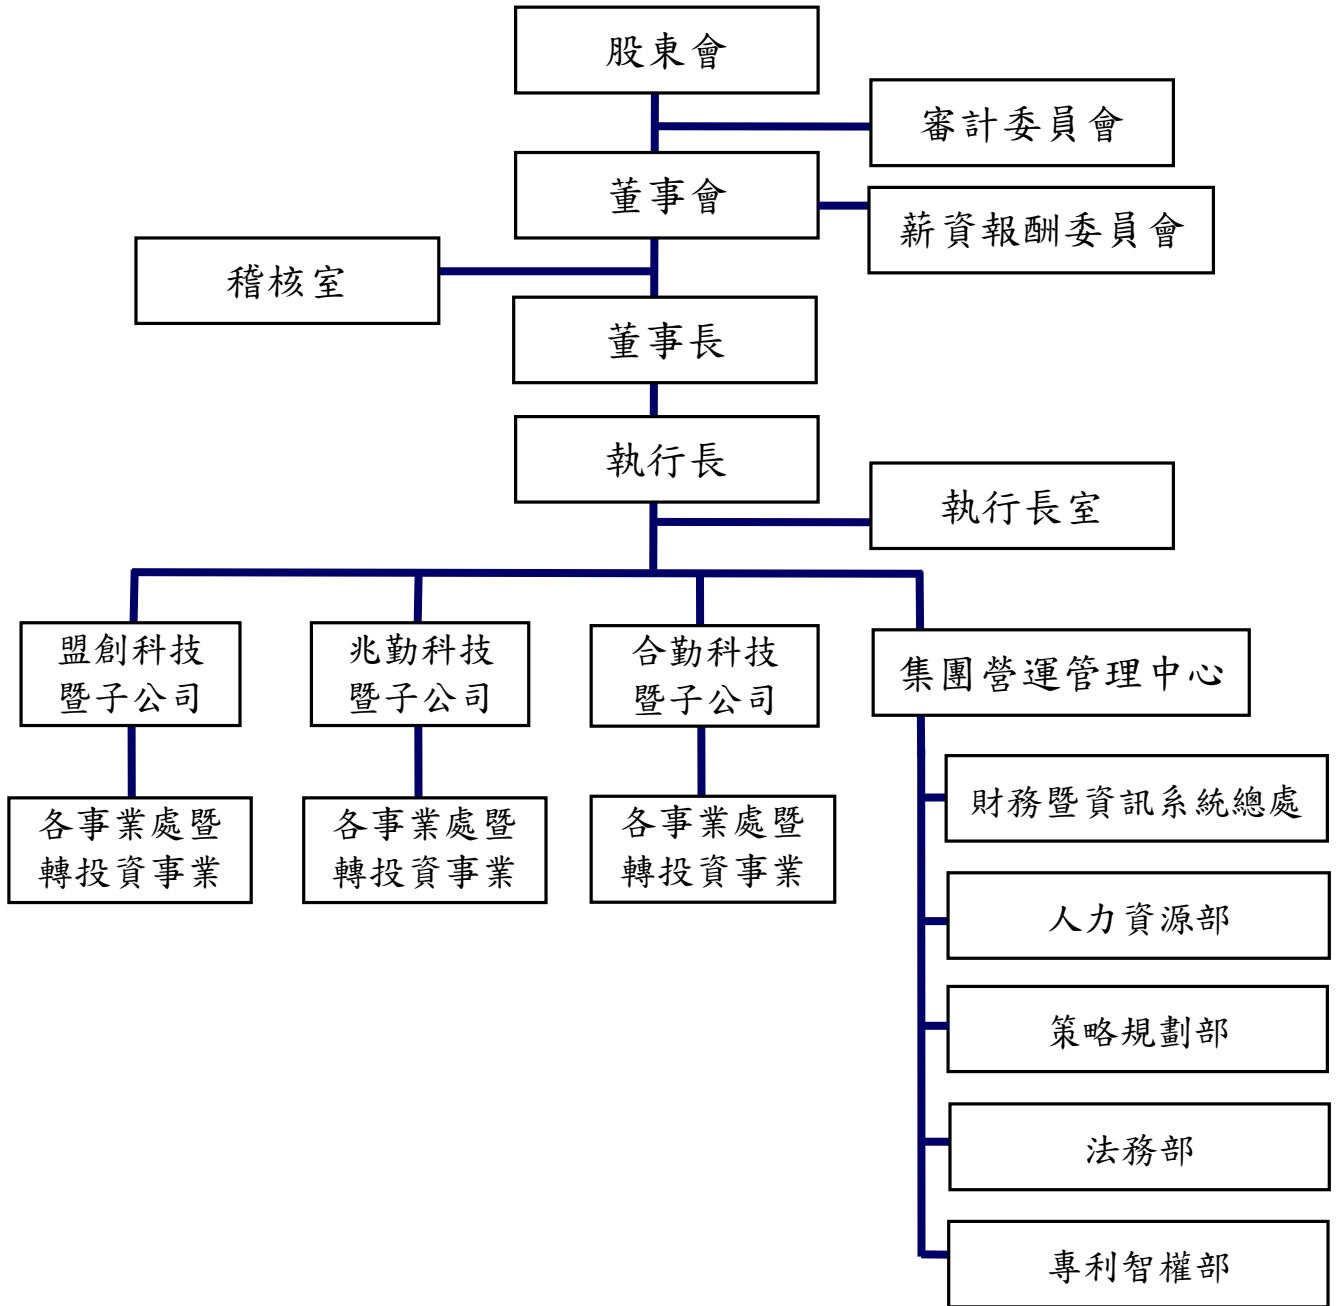 股東會
審計委員會
董事會
薪資報酬委員會
稽核室
董事長
執行長
執行長室
盟創科技
暨子公司
兆勤科技
暨子公司
合勤科技
暨子公司
集團營運管理中心
各事業處暨
轉投資事業
各事業處暨
轉投資事業
各事業處暨
轉投資事業
財務暨資訊系統總處
人力資源部
策略規劃部
法務部
專利智權部